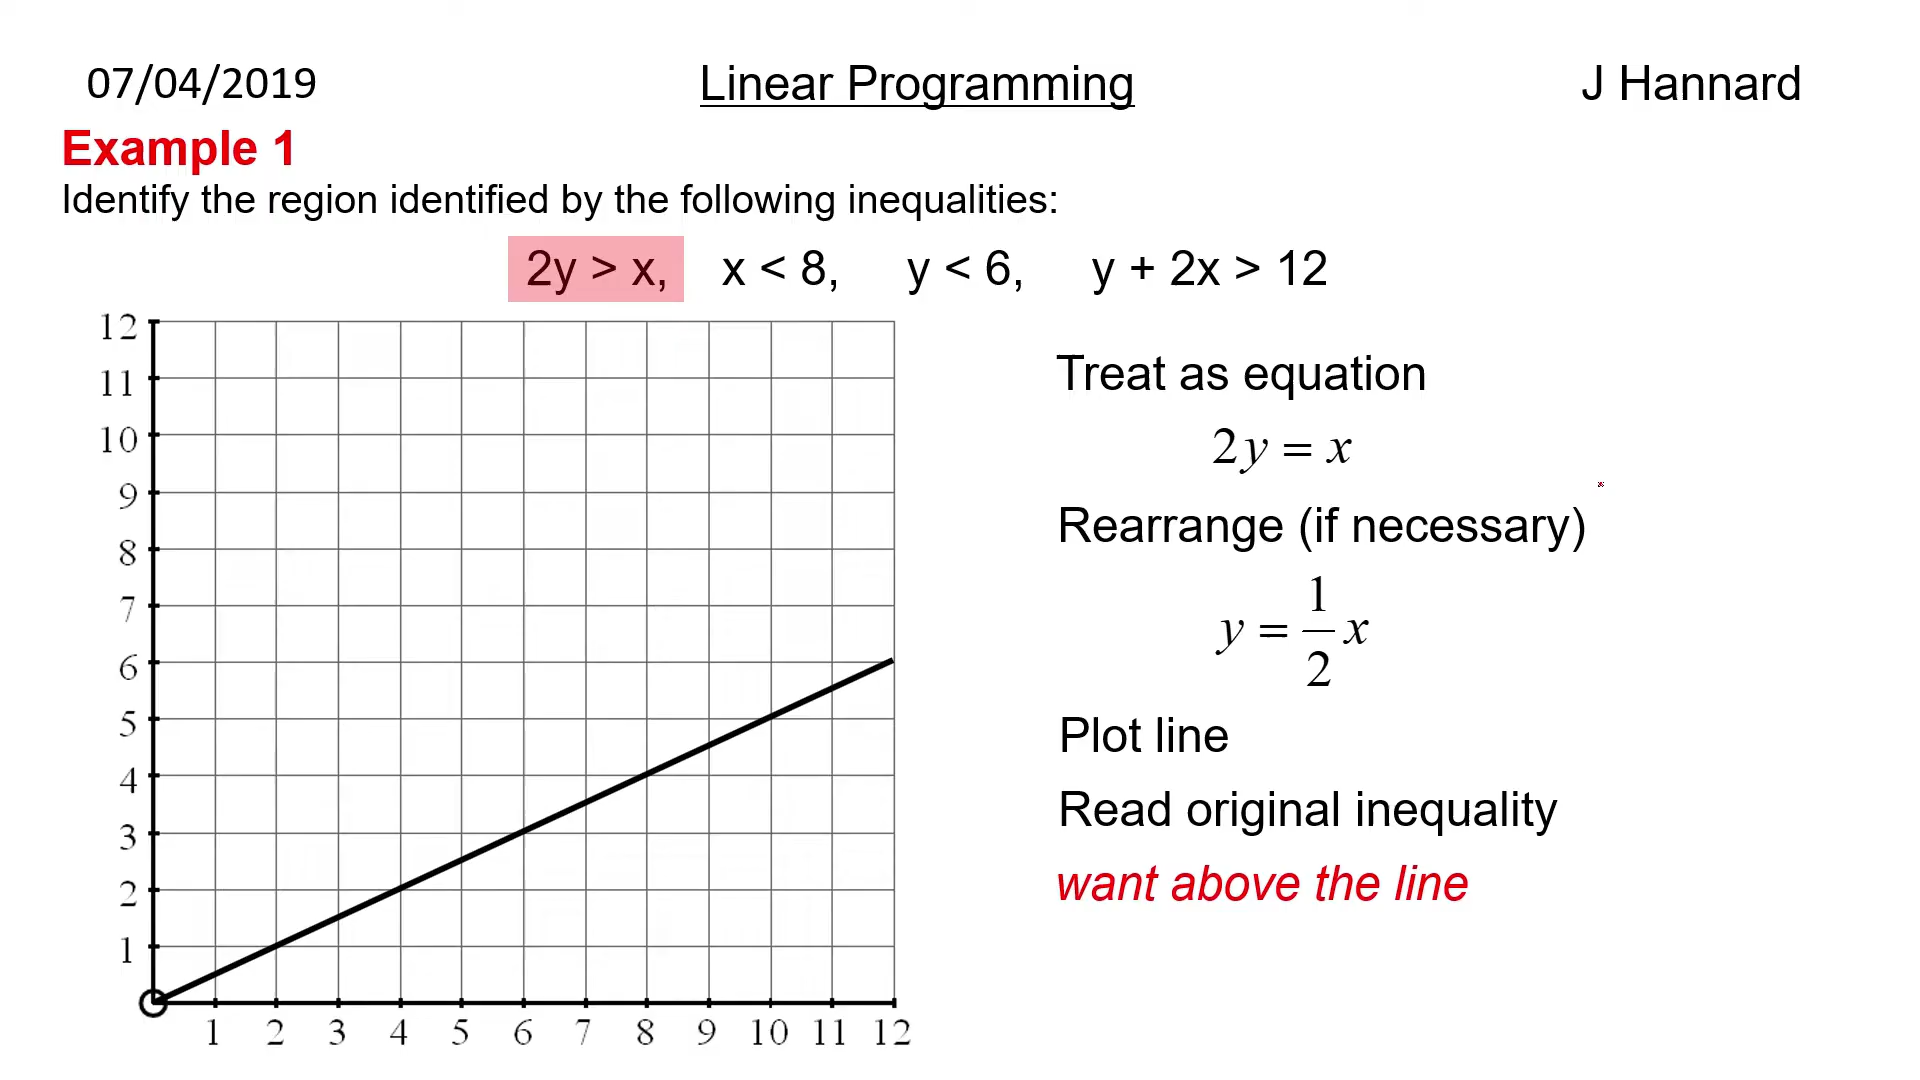 07/04/2019 Linear Programming J Hannard
Example 1
Identify the region identified by the following inequalities:
2y > x, x < 8, y < 6, y + 2x > 12
12
11
10
9
8
7
6
5
4
3
2
1
1 2 3 4 5 6 7 8 9 10 11 12
Treat as equation
2y = x
Rearrange (if necessary)
y = 1/2 x
Plot line
Read original inequality
want above the line